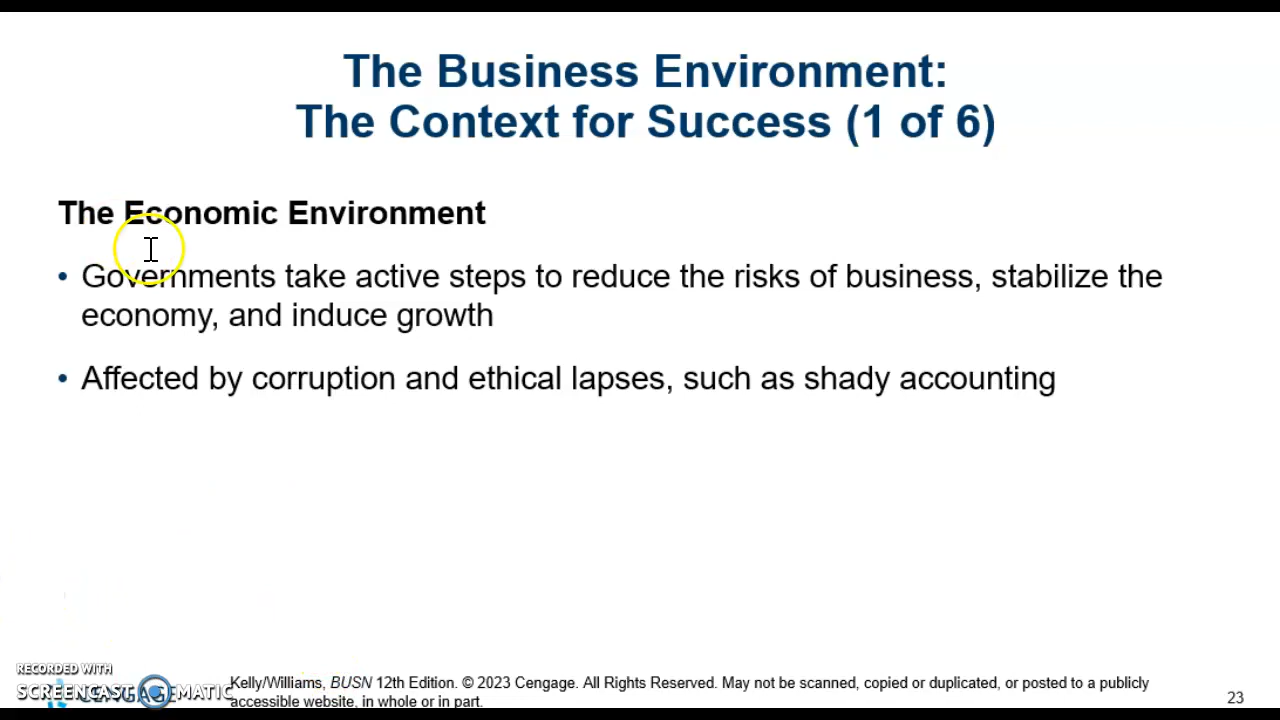 The Business Environment:
The Context for Success (1 of 6)
The Economic Environment
• Governments take active steps to reduce the risks of business, stabilize the
economy, and induce growth
• Affected by corruption and ethical lapses, such as shady accounting
RECORDED WITH
SCREENCAST O MATIC
CENGAGE
Kelly/Williams, BUSN 12th Edition. © 2023 Cengage. All Rights Reserved. May not be scanned, copied or duplicated, or posted to a publicly
accessible website, in whole or in part.
23